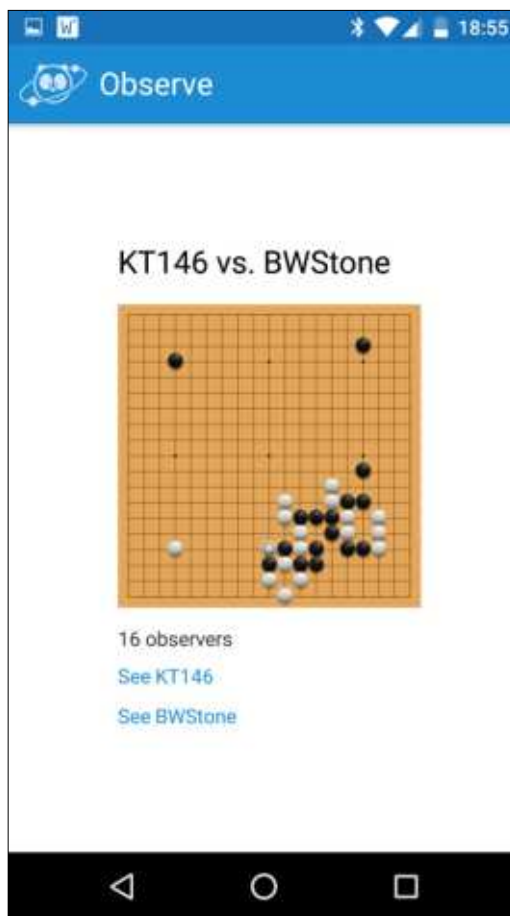 W
18:55
Observe
KT146 vs. BWStone
16 observers
See KT146
See BWStone